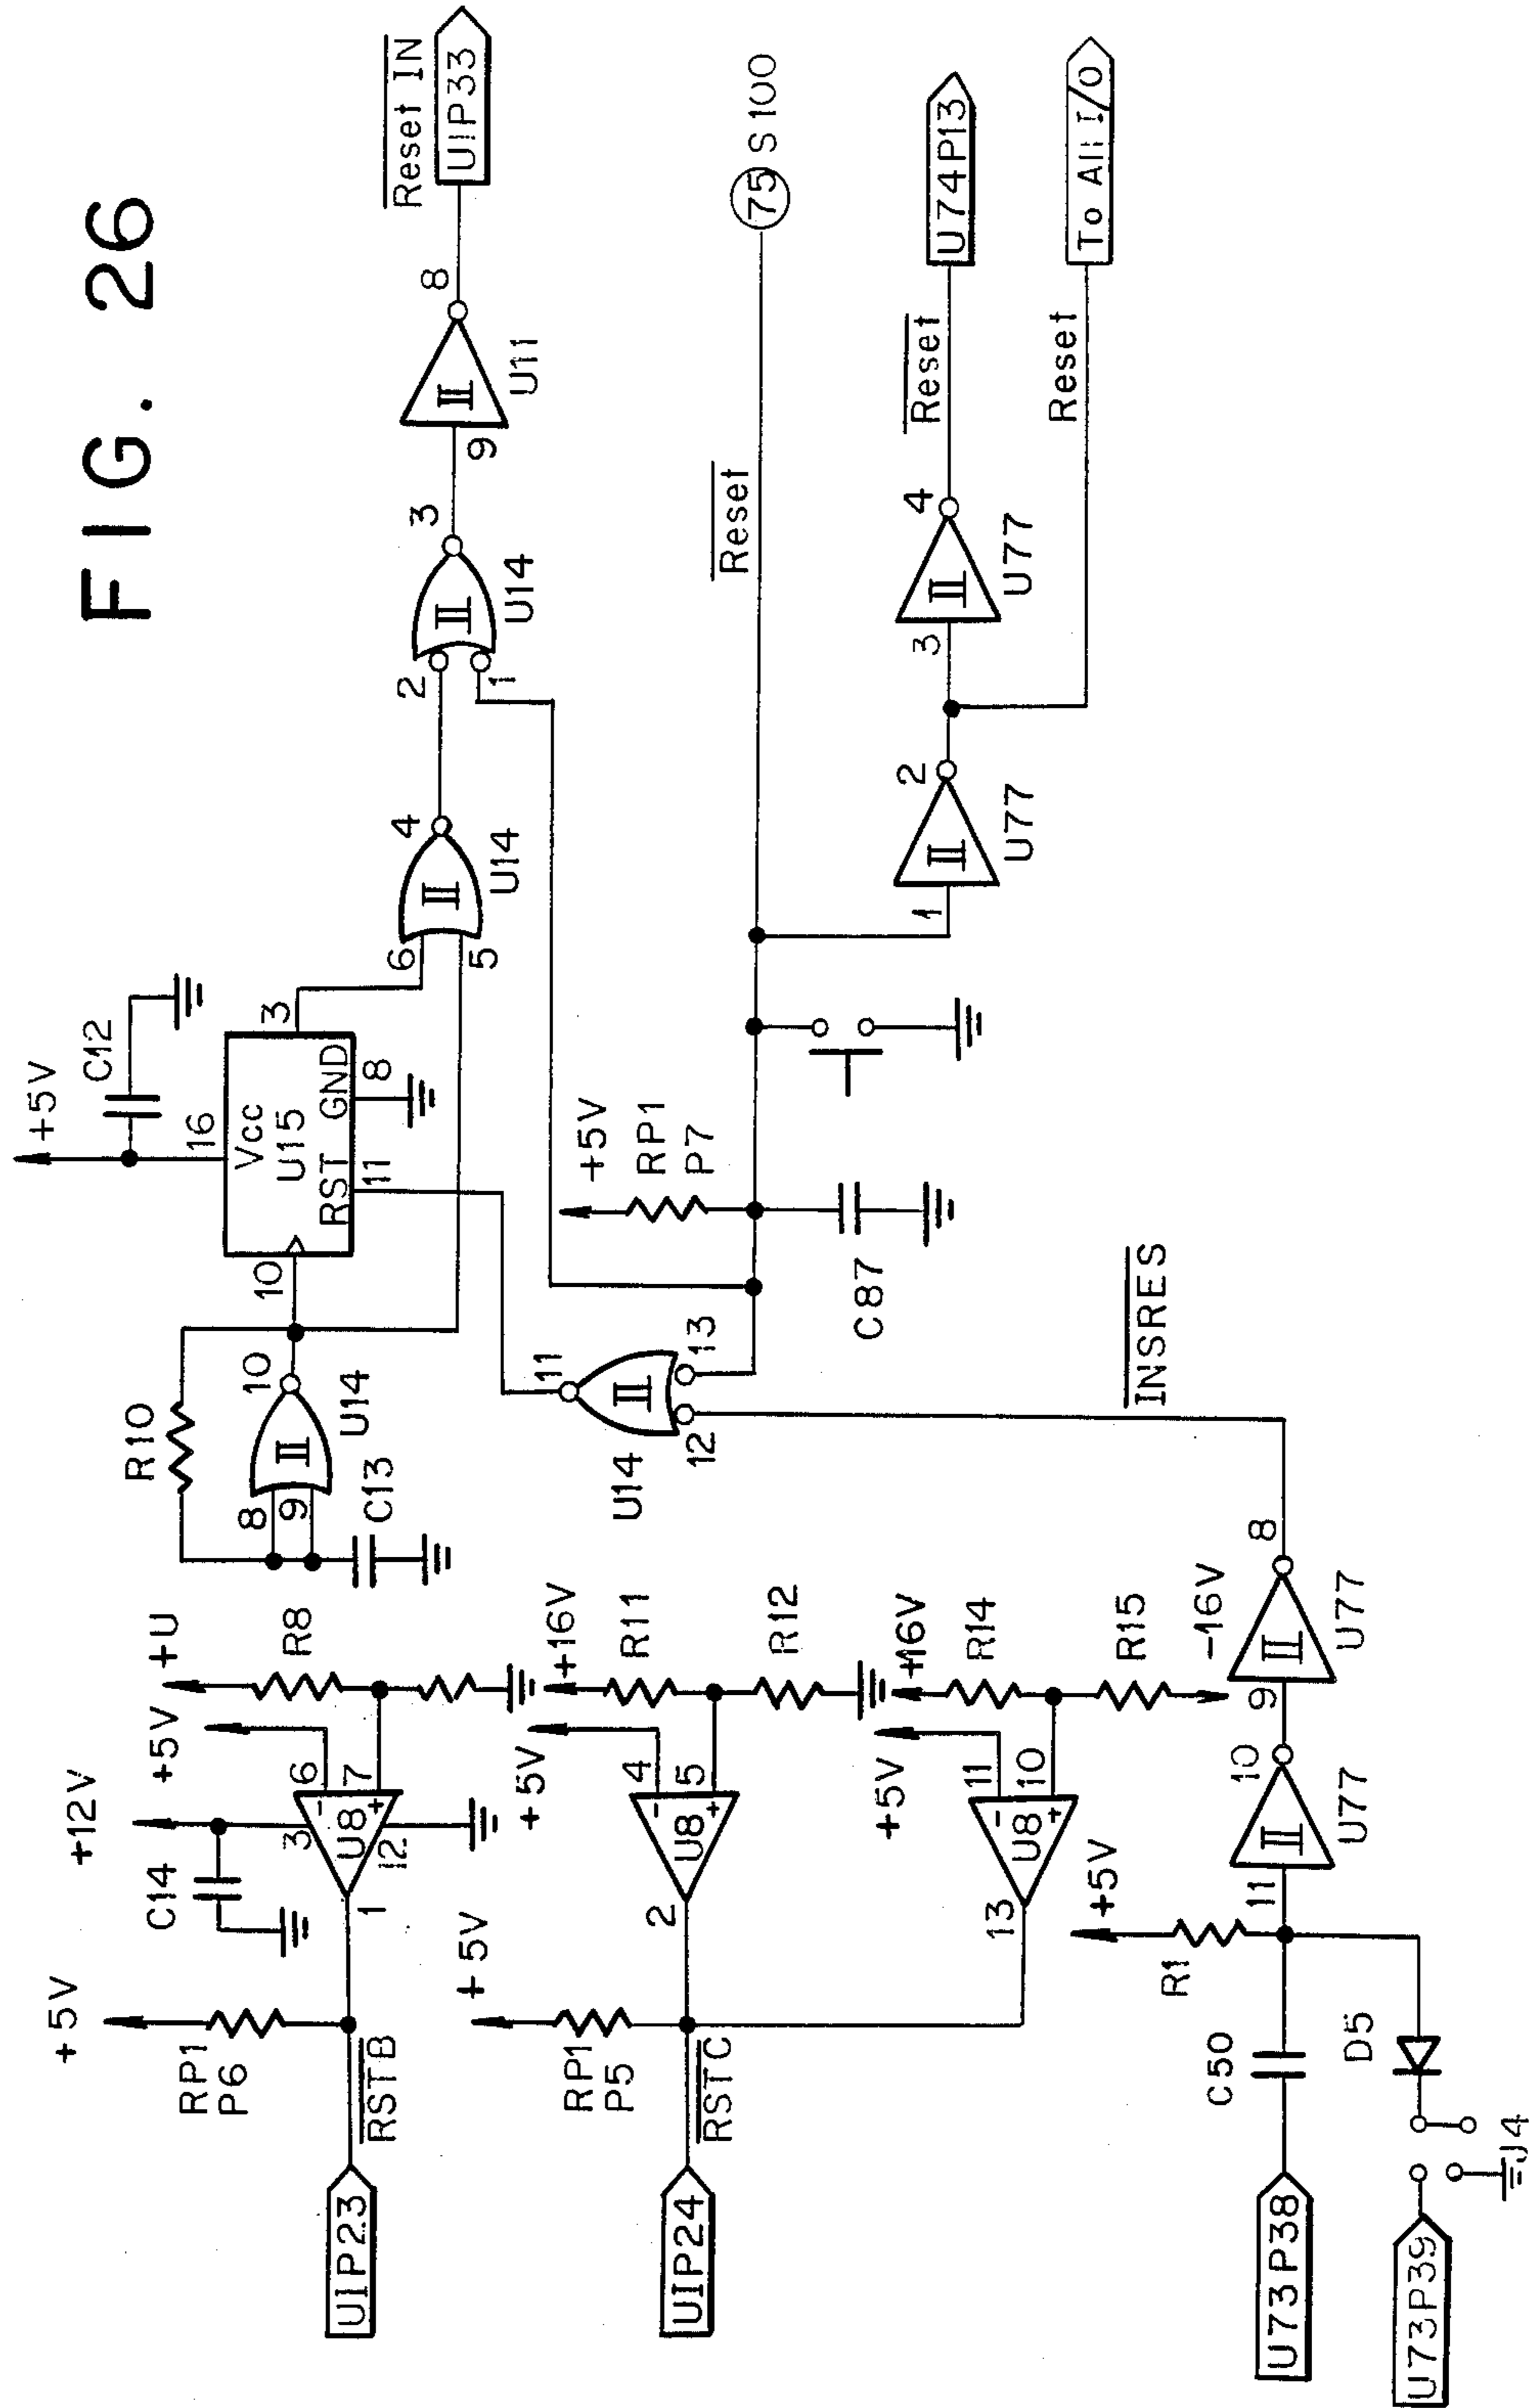 FIG. 26
+5V
C12
16
Vcc
U15
RST
GND
11
8
3
10
R10
8
9
10
U14
C13
6
5
4
U14
2
1
3
U14
9
8
U11
Reset IN
UIP33
+5V
RP1
P7
C87
Reset
75 S100
1
2
U77
3
4
U77
Reset
U74P13
Reset
To All I/O
11
12
13
U14
INSRES
+5V
RP1
P6
UIP23
RSTB
C14
+12V
+5V
+U
R8
6
7
3
U8
- +
12
1
+5V
RP1
P5
UIP24
RSTC
+5V
+16V
R11
R12
4
5
U8
- +
2
+5V
+16V
R14
R15
-16V
11
10
U8
- +
13
+5V
R1
C50
U73P38
11
10
U77
9
8
U77
D5
U73P39
J4